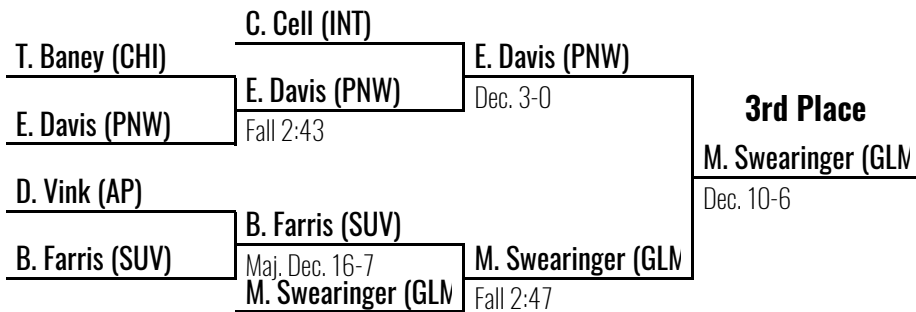 C. Cell (INT)
T. Baney (CHI)
E. Davis (PNW)
E. Davis (PNW)
Dec. 3-0
E. Davis (PNW)
Fall 2:43
3rd Place
M. Swearinger (GLM
Dec. 10-6
D. Vink (AP)
B. Farris (SUV)
B. Farris (SUV)
Maj. Dec. 16-7
M. Swearinger (GLM
M. Swearinger (GLM
Fall 2:47